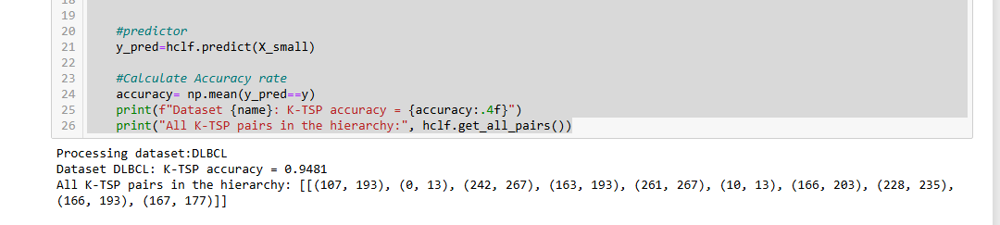 18
19
20 #predictor
21 y_pred=hclf.predict(X_small)
22
23 #Calculate Accuracy rate
24 accuracy= np.mean(y_pred==y)
25 print(f"Dataset {name}: K-TSP accuracy = {accuracy:.4f}")
26 print("All K-TSP pairs in the hierarchy:", hclf.get_all_pairs())
Processing dataset:DLBCL
Dataset DLBCL: K-TSP accuracy = 0.9481
All K-TSP pairs in the hierarchy: [[(107, 193), (0, 13), (242, 267), (163, 193), (261, 267), (10, 13), (166, 203), (228, 235),
(166, 193), (167, 177)]]